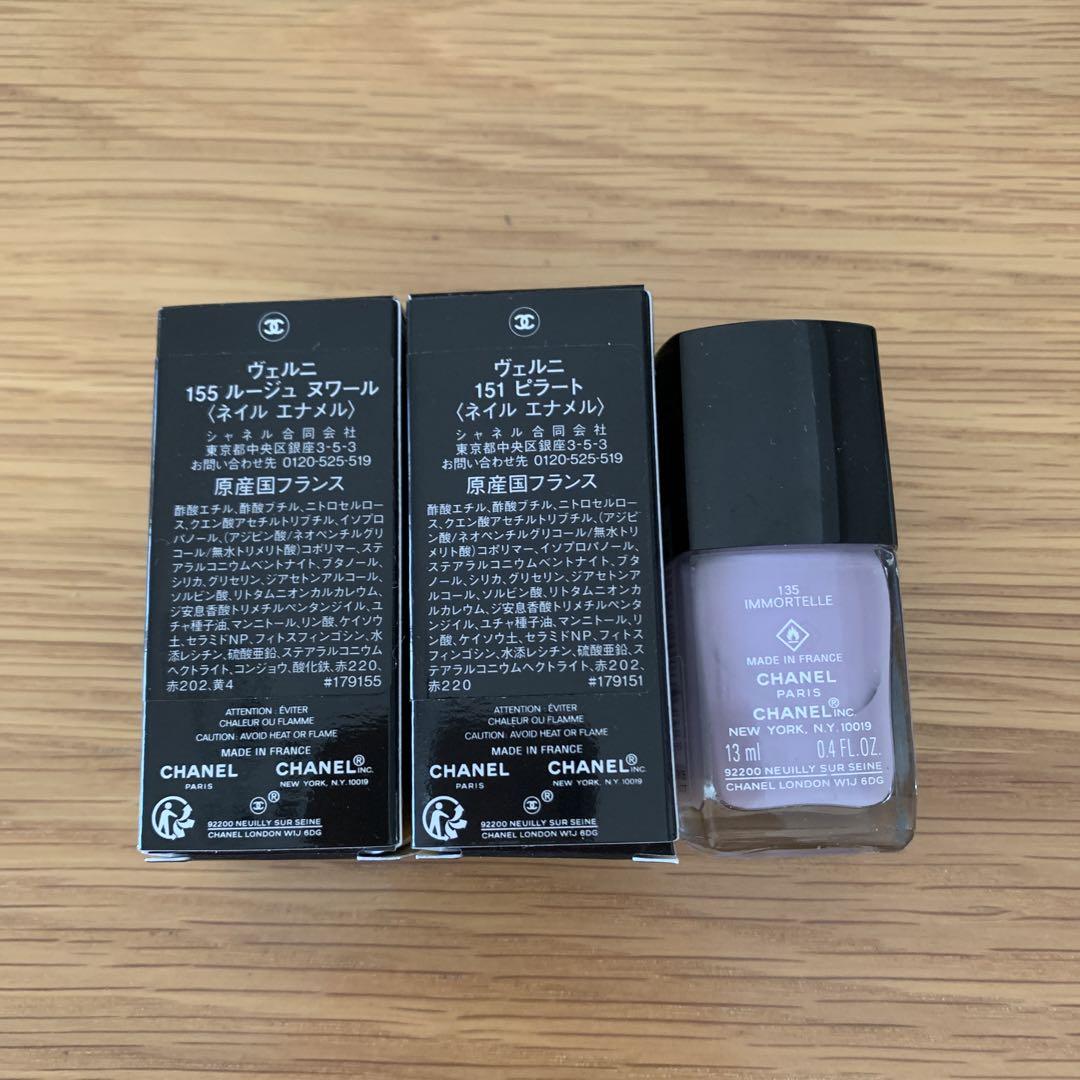 ヴェルニ
155 ルージュ ヌワール
〈ネイル エナメル〉
シャネル合同会社
東京都中央区銀座3-5-3
お問い合わせ先 0120-525-519
原産国フランス
酢酸エチル、酢酸ブチル、ニトロセルロー
ス、クエン酸アセチルトリブチル、イソプロ
パノール、(アジピン酸/ネオペンチルグリ
コール/無水トリメリト酸)コポリマー、ステ
アラルコニウムベントナイト、ブタノール、
シリカ、グリセリン、ジアセトンアルコール、
ソルビン酸、リトタムニオンカルカレウム、
ジ安息香酸トリメチルペンタンジイル、ユ
チャ種子油、マンニトール、リン酸、ケイソウ
土、セラミドNP、フィトスフィンゴシン、水
添レシチン、硫酸亜鉛、ステアラルコニウム
ヘクトライト、コンジョウ、酸化鉄、赤220、
赤202、黄4 #179155
ATTENTION : ÉVITER
CHALEUR OU FLAMME
CAUTION: AVOID HEAT OR FLAME
MADE IN FRANCE
CHANEL CHANEL® INC.
PARIS NEW YORK, N.Y. 10019
®
92200 NEUILLY SUR SEINE
CHANEL LONDON W1J 6DG
ヴェルニ
151 ピラート
〈ネイル エナメル〉
シャネル合同会社
東京都中央区銀座3-5-3
お問い合わせ先 0120-525-519
原産国フランス
酢酸エチル、酢酸ブチル、ニトロセルロー
ス、クエン酸アセチルトリブチル、(アジピ
ン酸/ネオペンチルグリコール/無水トリ
メリト酸)コポリマー、イソプロパノール、
ステアラルコニウムベントナイト、ブタ
ノール、シリカ、グリセリン、ジアセトンアル
コール、ソルビン酸、リトタムニオンカル
カレウム、ジ安息香酸トリメチルペンタ
ンジイル、ユチャ種子油、マンニトール、リ
ン酸、ケイソウ土、セラミドNP、フィトス
フィンゴシン、水添レシチン、硫酸亜鉛、ス
テアラルコニウムヘクトライト、赤202、
赤220 #179151
ATTENTION : ÉVITER
CHALEUR OU FLAMME
CAUTION: AVOID HEAT OR FLAME
MADE IN FRANCE
CHANEL CHANEL® INC.
PARIS NEW YORK, N.Y. 10019
®
92200 NEUILLY SUR SEINE
CHANEL LONDON W1J 6DG
135
IMMORTELLE
MADE IN FRANCE
CHANEL
PARIS
CHANEL® INC.
NEW YORK, N.Y. 10019
13 ml 0.4 FL.OZ.
92200 NEUILLY SUR SEINE
CHANEL LONDON W1J 6DG